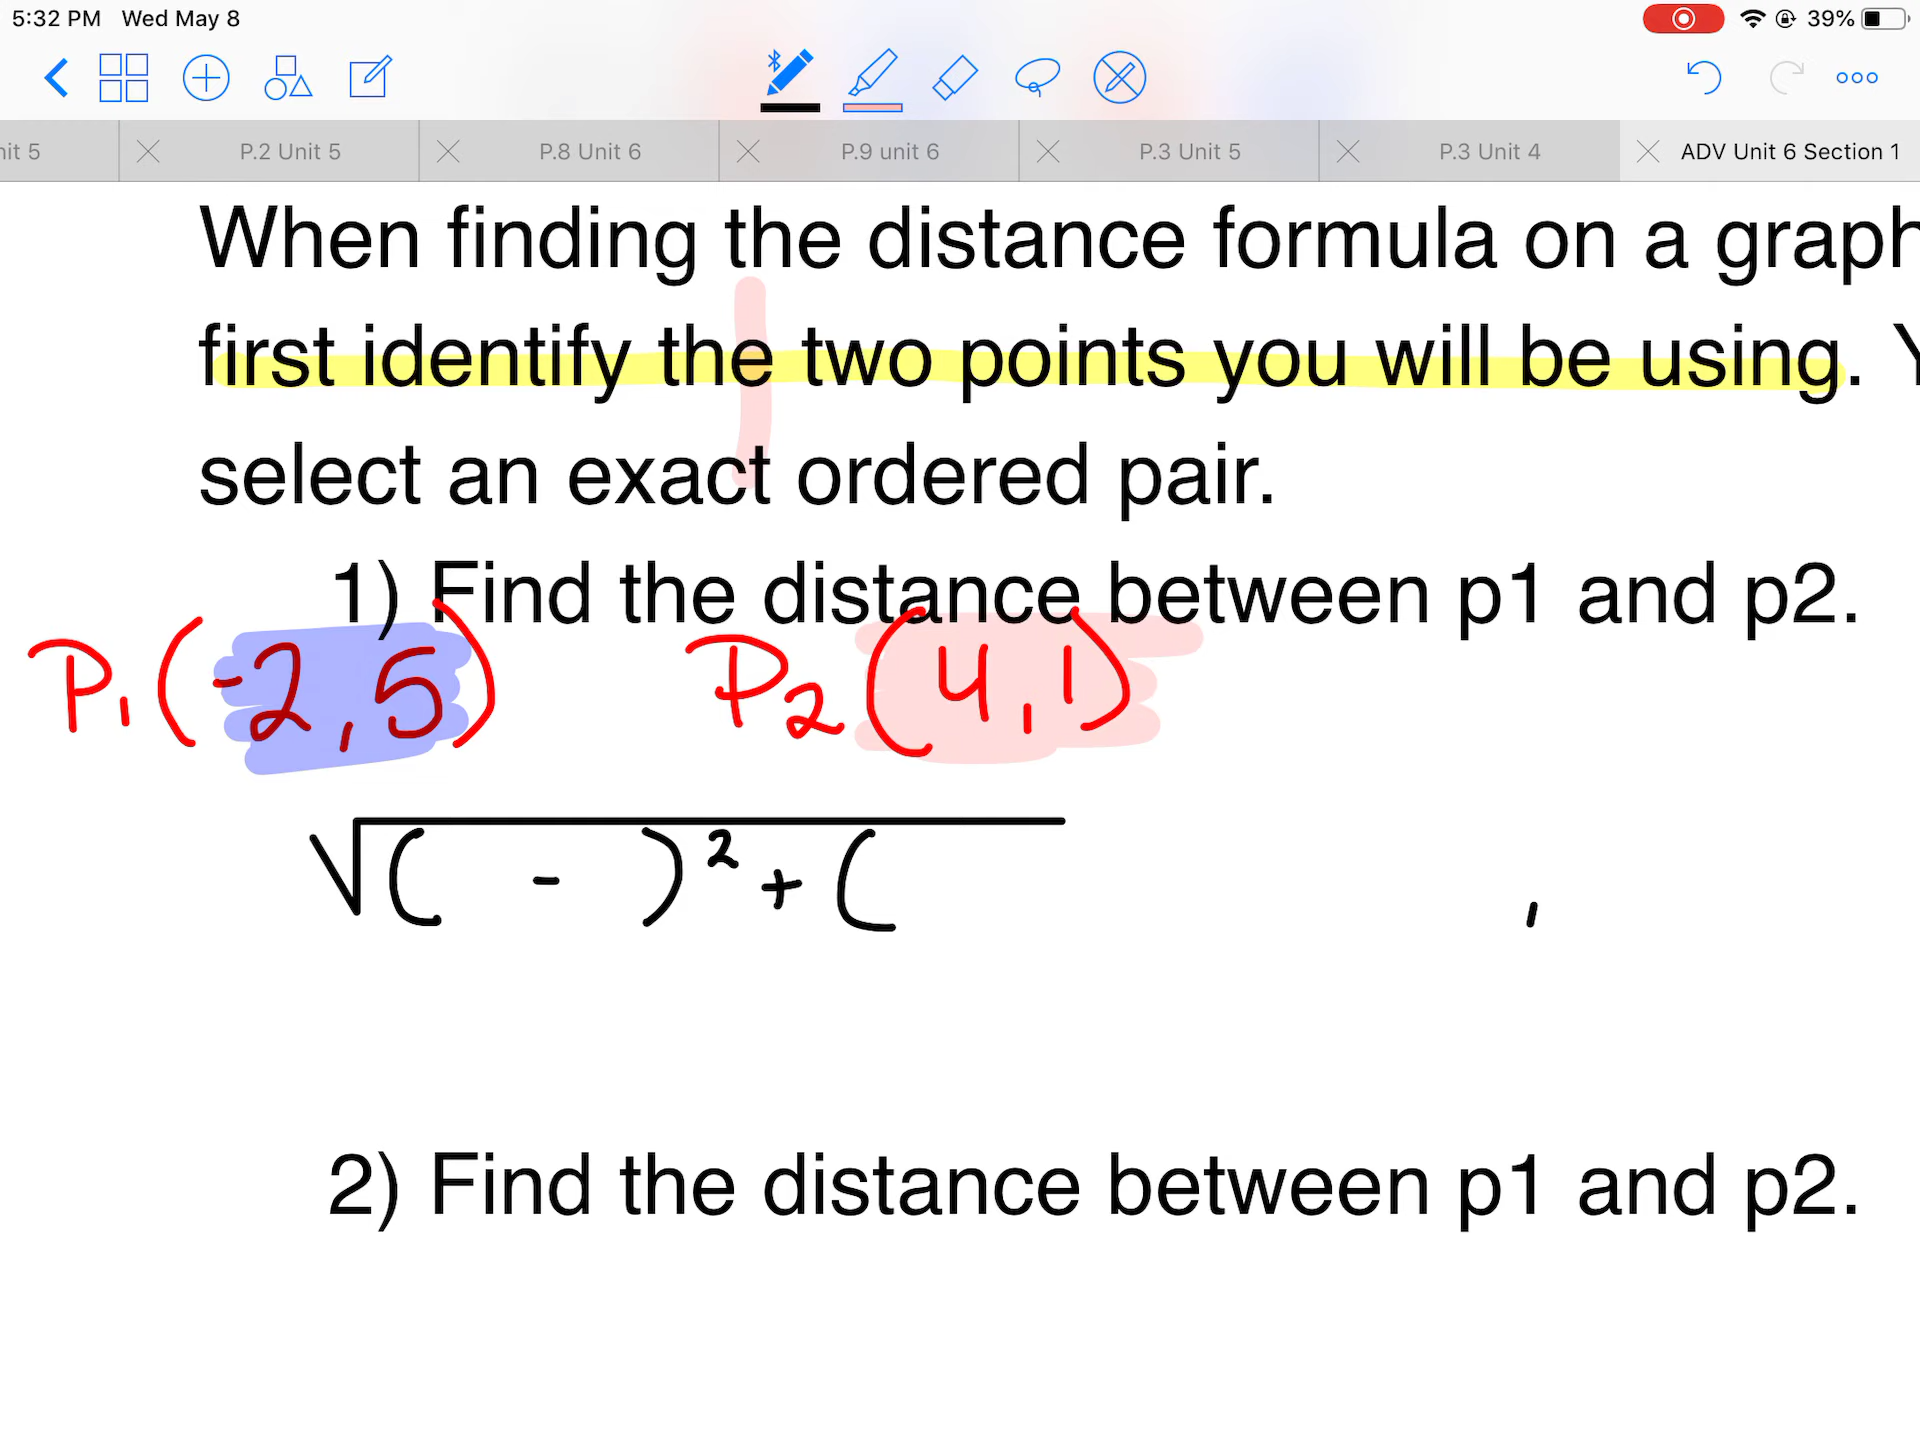 5:32 PM Wed May 8
39%
nit 5
P.2 Unit 5
P.8 Unit 6
P.9 unit 6
P.3 Unit 5
P.3 Unit 4
ADV Unit 6 Section 1
When finding the distance formula on a graph
first identify the two points you will be using. Y
select an exact ordered pair.
1) Find the distance between p1 and p2.
P₁(-2,5) P₂(4,1)
√( - )² + (
2) Find the distance between p1 and p2.